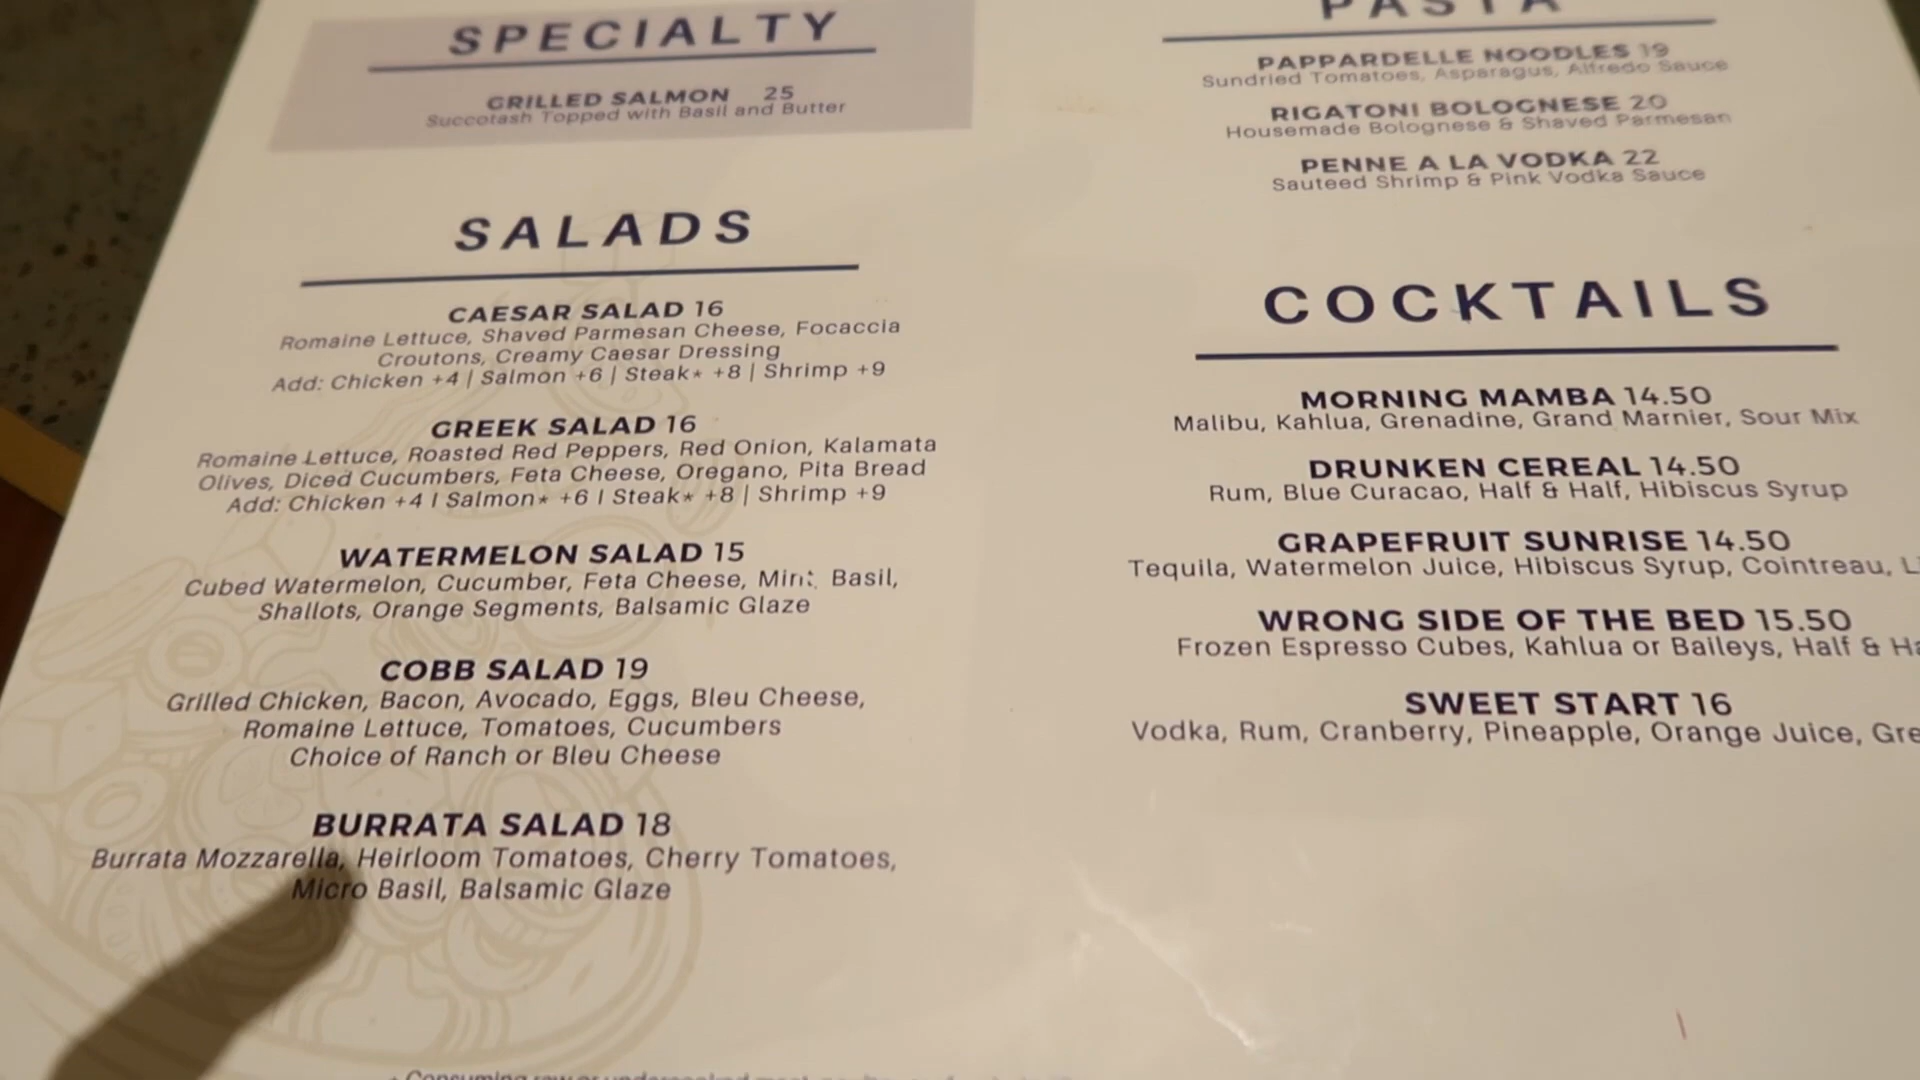 SPECIALTY
GRILLED SALMON 25
Succotash Topped with Basil and Butter
SALADS
CAESAR SALAD 16
Romaine Lettuce, Shaved Parmesan Cheese, Focaccia
Croutons, Creamy Caesar Dressing
Add: Chicken +4 | Salmon +6 | Steak* +8 | Shrimp +9
GREEK SALAD 16
Romaine Lettuce, Roasted Red Peppers, Red Onion, Kalamata
Olives, Diced Cucumbers, Feta Cheese, Oregano, Pita Bread
Add: Chicken +4 | Salmon* +6 | Steak* +8 | Shrimp +9
WATERMELON SALAD 15
Cubed Watermelon, Cucumber, Feta Cheese, Mint, Basil,
Shallots, Orange Segments, Balsamic Glaze
COBB SALAD 19
Grilled Chicken, Bacon, Avocado, Eggs, Bleu Cheese,
Romaine Lettuce, Tomatoes, Cucumbers
Choice of Ranch or Bleu Cheese
BURRATA SALAD 18
Burrata Mozzarella, Heirloom Tomatoes, Cherry Tomatoes,
Micro Basil, Balsamic Glaze
PASTA
PAPPARDELLE NOODLES 19
Sundried Tomatoes, Asparagus, Alfredo Sauce
RIGATONI BOLOGNESE 20
Housemade Bolognese & Shaved Parmesan
PENNE A LA VODKA 22
Sauteed Shrimp & Pink Vodka Sauce
COCKTAILS
MORNING MAMBA 14.50
Malibu, Kahlua, Grenadine, Grand Marnier, Sour Mix
DRUNKEN CEREAL 14.50
Rum, Blue Curacao, Half & Half, Hibiscus Syrup
GRAPEFRUIT SUNRISE 14.50
Tequila, Watermelon Juice, Hibiscus Syrup, Cointreau,
WRONG SIDE OF THE BED 15.50
Frozen Espresso Cubes, Kahlua or Baileys, Half &
SWEET START 16
Vodka, Rum, Cranberry, Pineapple, Orange Juice,